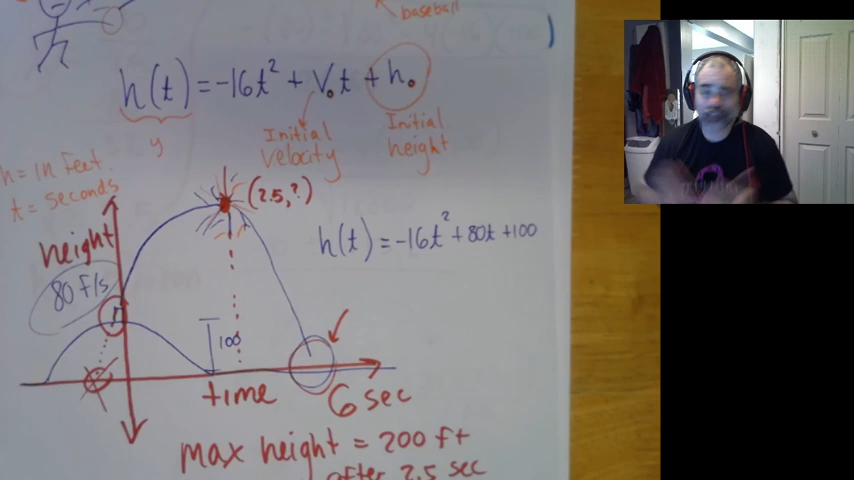 baseball
h(t) = -16t² + V₀t + h₀
y
Initial velocity
Initial height
h = in feet
t = seconds
(2.5, ?)
height
80 f/s
h(t) = -16t² + 80t + 100
100
time
6 sec
max height = 200 ft
after 2.5 sec